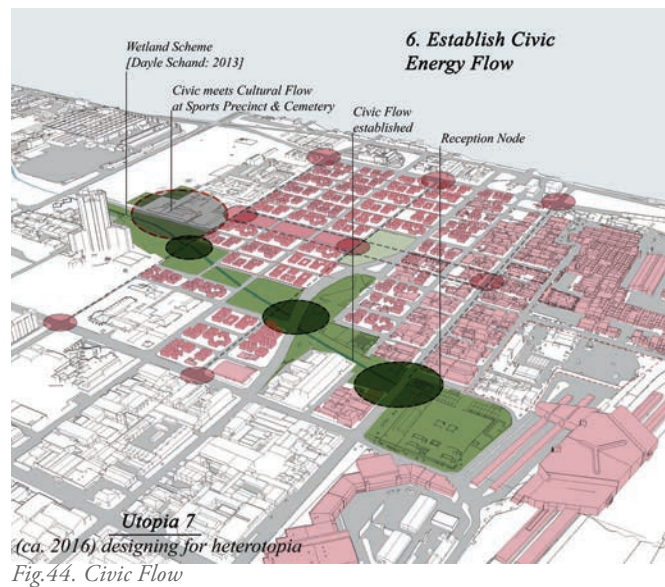 6. Establish Civic
Energy Flow
Wetland Scheme
[Dayle Schand: 2013]
Civic meets Cultural Flow
at Sports Precinct & Cemetery
Civic Flow
established
Reception Node
Utopia 7
(ca. 2016) designing for heterotopia
Fig.44. Civic Flow